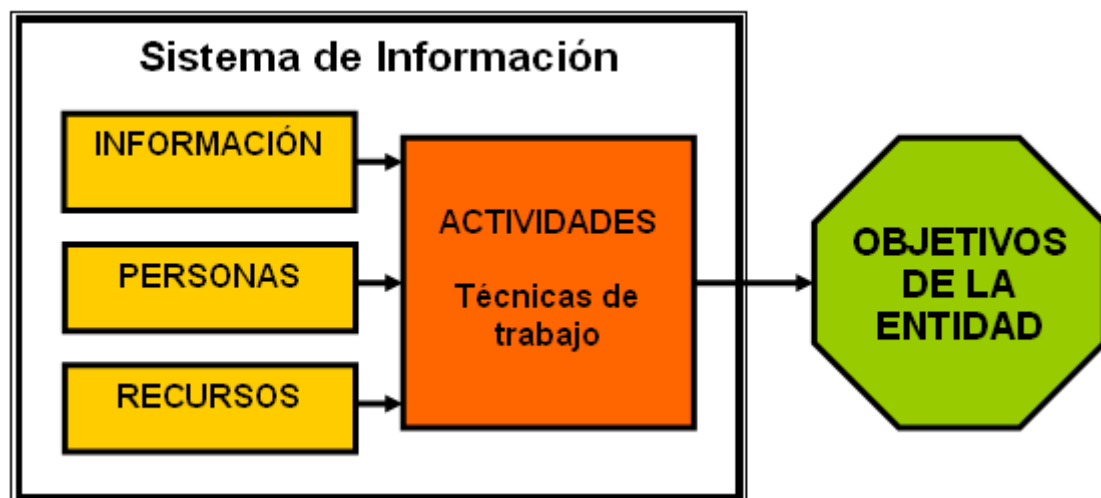 Sistema de Información
INFORMACIÓN
PERSONAS
RECURSOS
ACTIVIDADES
Técnicas de
trabajo
OBJETIVOS
DE LA
ENTIDAD